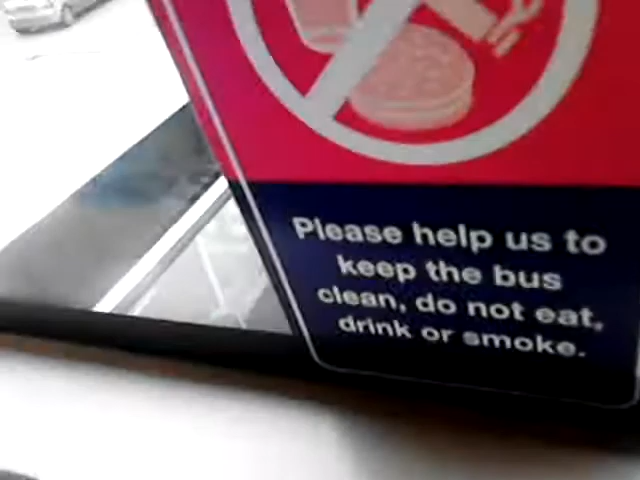 Please help us to
keep the bus
clean, do not eat,
drink or smoke.